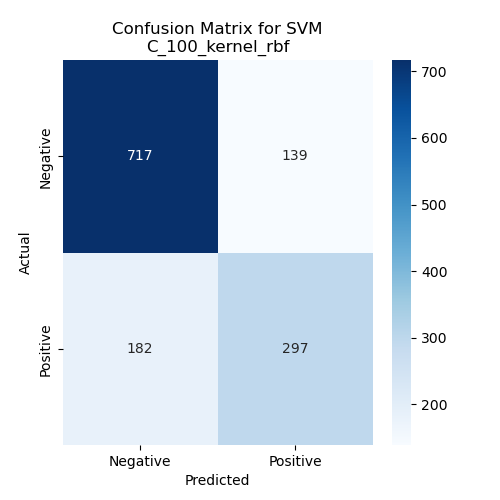 Confusion Matrix for SVM
C_100_kernel_rbf
Actual
Negative
Positive
717
139
182
297
Negative
Positive
Predicted
700
600
500
400
300
200